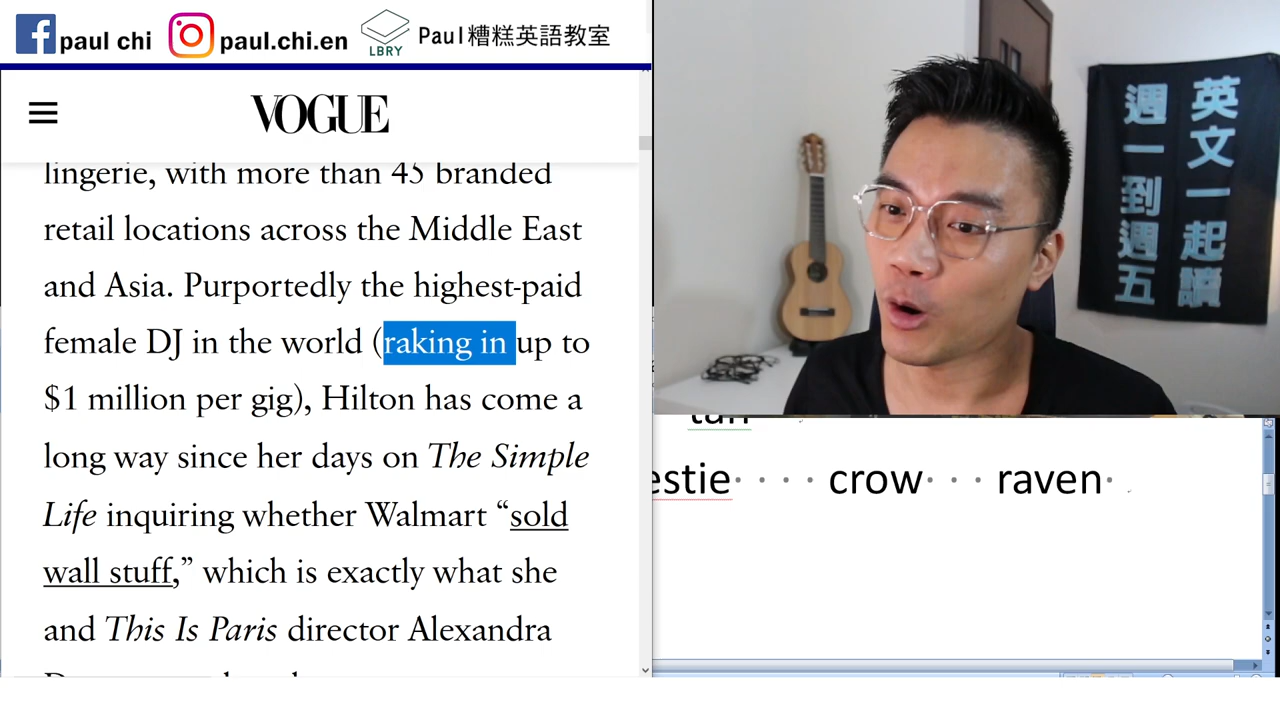 paul chi
paul.chi.en
LBRY
Paul糟糕英語教室
VOGUE
lingerie, with more than 45 branded
retail locations across the Middle East
and Asia. Purportedly the highest-paid
female DJ in the world (raking in up to
$1 million per gig), Hilton has come a
long way since her days on The Simple
Life inquiring whether Walmart “sold
wall stuff,” which is exactly what she
and This Is Paris director Alexandra
英文一起讀
週一到週五
estie crow raven